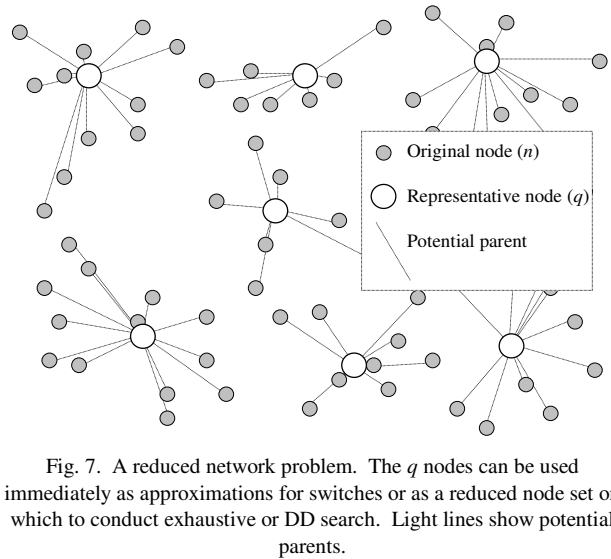 Original node (n)
Representative node (q)
Potential parent
Fig. 7. A reduced network problem. The q nodes can be used
immediately as approximations for switches or as a reduced node set
which to conduct exhaustive or DD search. Light lines show potential
parents.